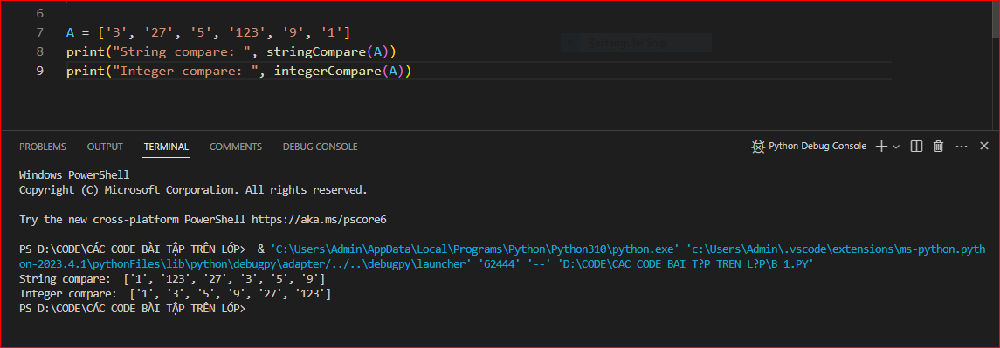 6
7 A = ['3', '27', '5', '123', '9', '1']
8 print("String compare: ", stringCompare(A))
9 print("Integer compare: ", integerCompare(A))
Rectangular Snip
PROBLEMS OUTPUT TERMINAL COMMENTS DEBUG CONSOLE Python Debug Console
Windows PowerShell
Copyright (C) Microsoft Corporation. All rights reserved.
Try the new cross-platform PowerShell https://aka.ms/pscore6
PS D:\CODE\CÁC CODE BÀI TẬP TRÊN LỚP> & 'C:\Users\Admin\AppData\Local\Programs\Python\Python310\python.exe' 'c:\Users\Admin\.vscode\extensions\ms-python.pyth
on-2023.4.1\pythonFiles\lib\python\debugpy\adapter/../..\debugpy\launcher' '62444' '--' 'D:\CODE\CAC CODE BAI T?P TREN L?P\B_1.PY'
String compare:  ['1', '123', '27', '3', '5', '9']
Integer compare:  ['1', '3', '5', '9', '27', '123']
PS D:\CODE\CÁC CODE BÀI TẬP TRÊN LỚP>